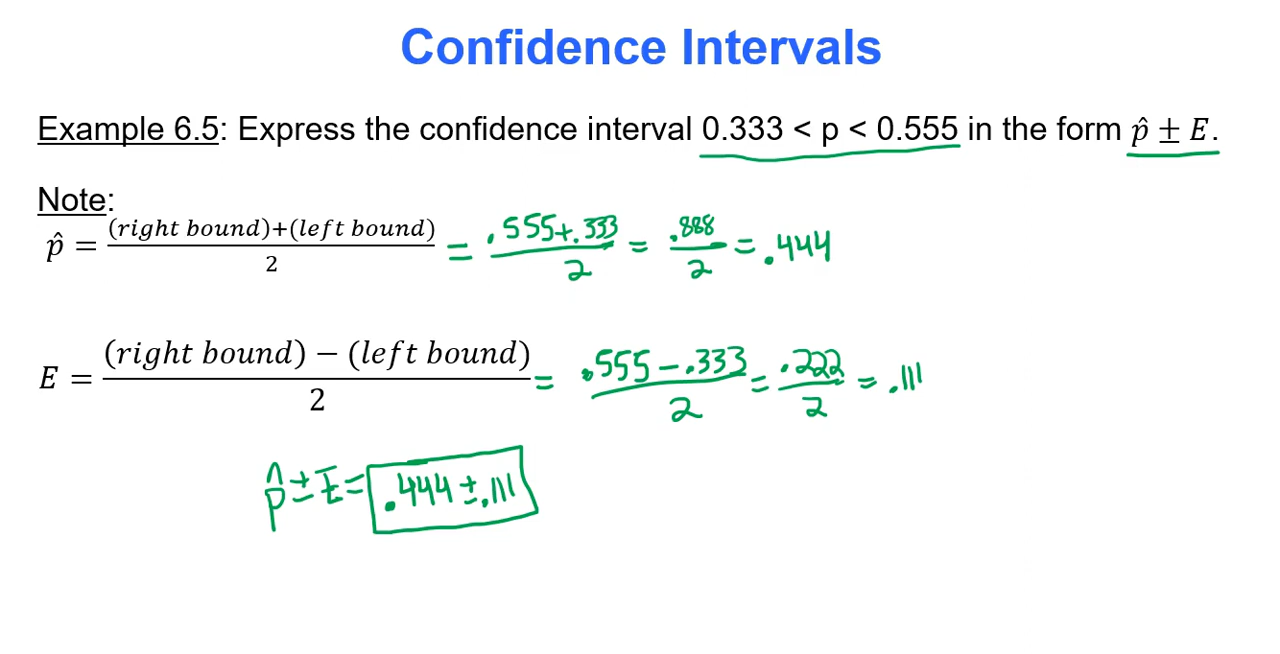 Confidence Intervals
Example 6.5: Express the confidence interval 0.333 < p < 0.555 in the form p̂ ± E.
Note:
p̂ = (right bound)+(left bound)/2 = .555+.333/2 = .888/2 = .444
E = (right bound) − (left bound)/2 = .555−.333/2 = .222/2 = .111
p̂ ± E = .444 ± .111